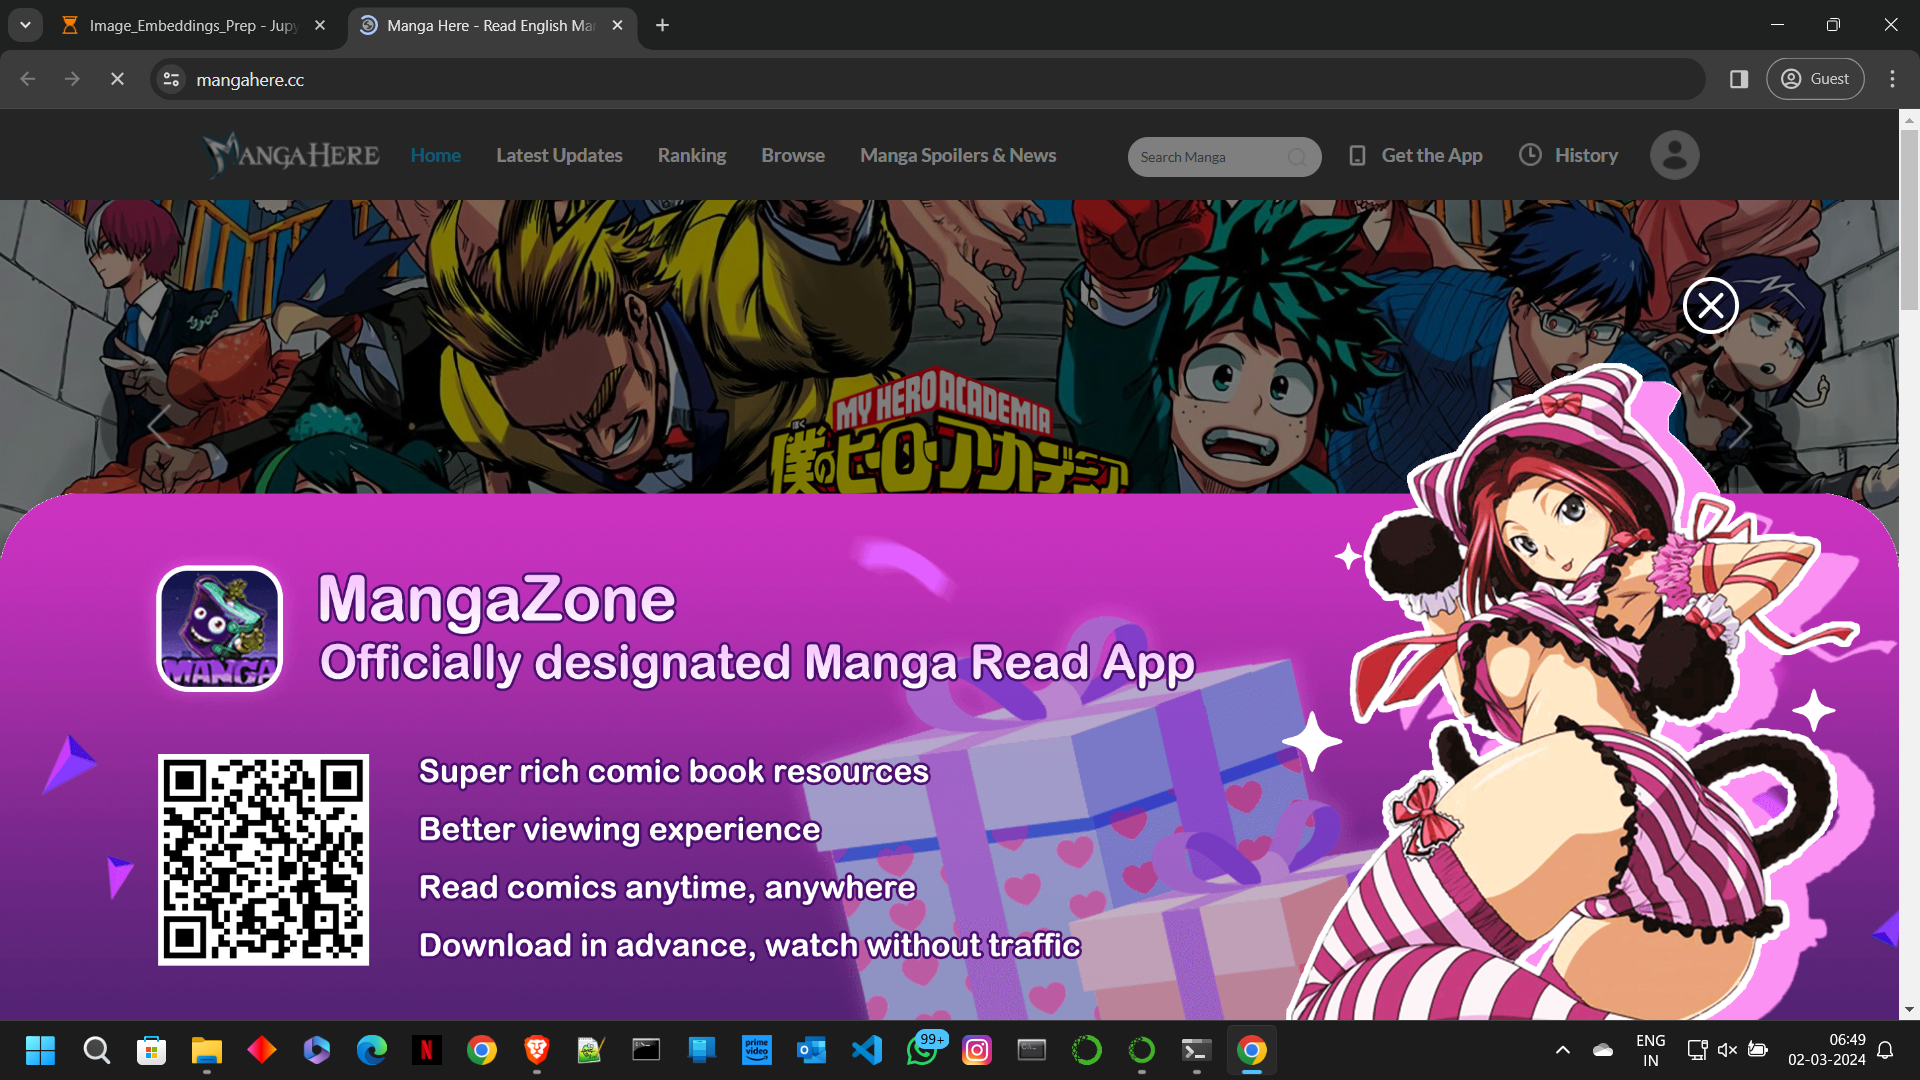 Image_Embeddings_Prep - Jup
Manga Here - Read English Ma
mangahere.cc
Guest
MANGAHERE
Home
Latest Updates
Ranking
Browse
Manga Spoilers & News
Search Manga
Get the App
History
MY HERO ACADEMIA
僕のヒーローアカデミア
MangaZone
Officially designated Manga Read App
MANGA
Super rich comic book resources
Better viewing experience
Read comics anytime, anywhere
Download in advance, watch without traffic
prime video
99+
ENG
IN
06:49
02-03-2024